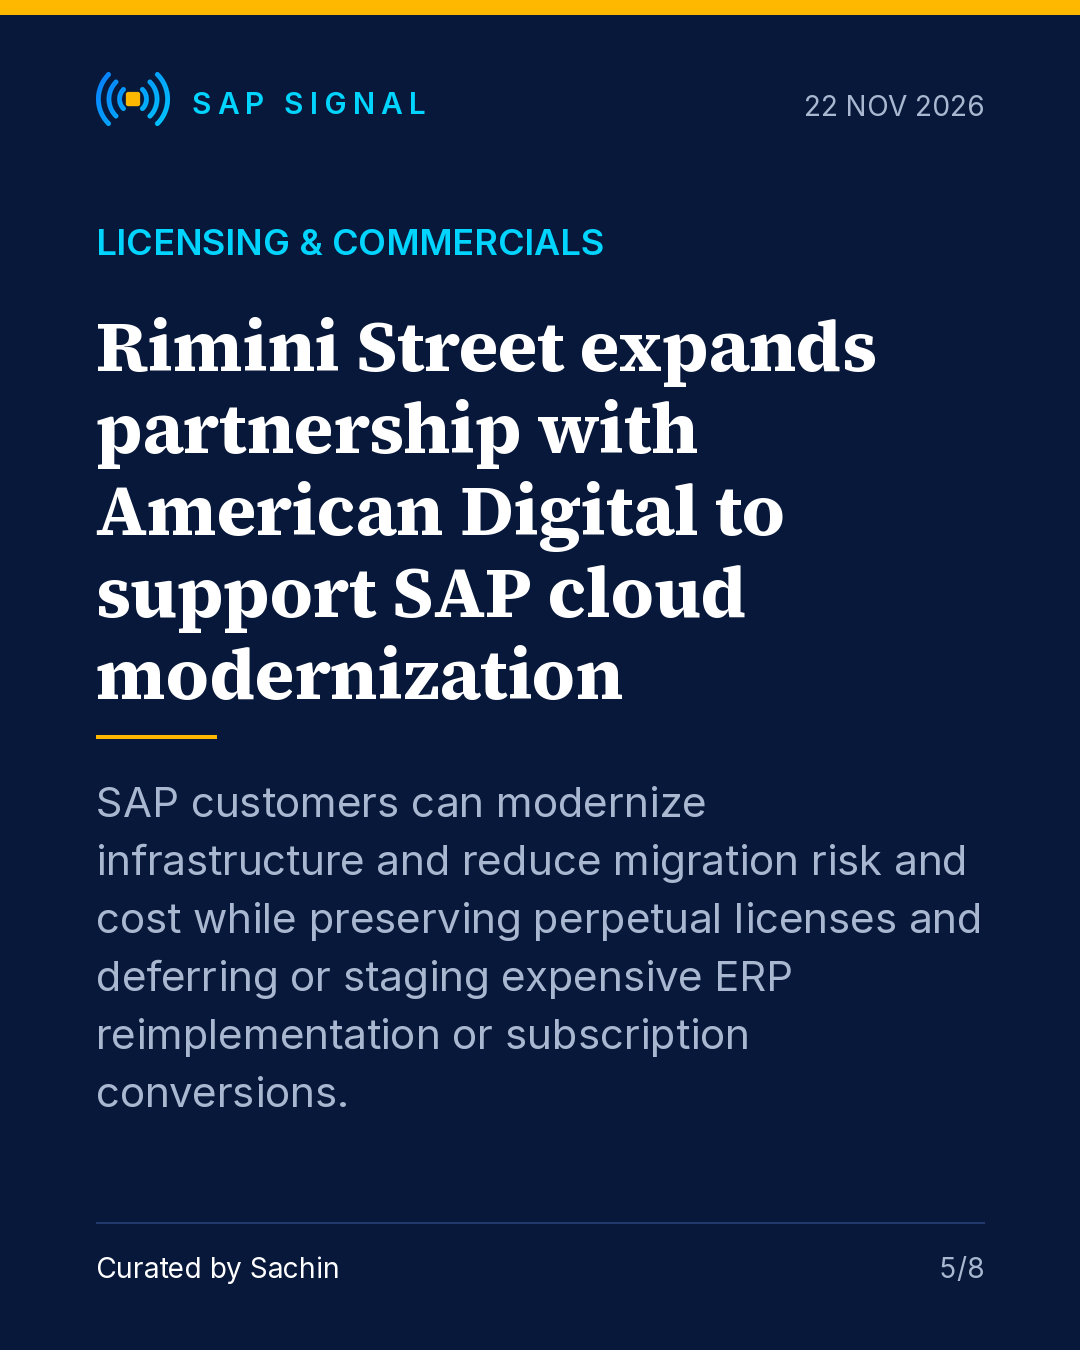 SAP SIGNAL
22 NOV 2026
LICENSING & COMMERCIALS
Rimini Street expands
partnership with
American Digital to
support SAP cloud
modernization
SAP customers can modernize
infrastructure and reduce migration risk and
cost while preserving perpetual licenses and
deferring or staging expensive ERP
reimplementation or subscription
conversions.
Curated by Sachin
5/8